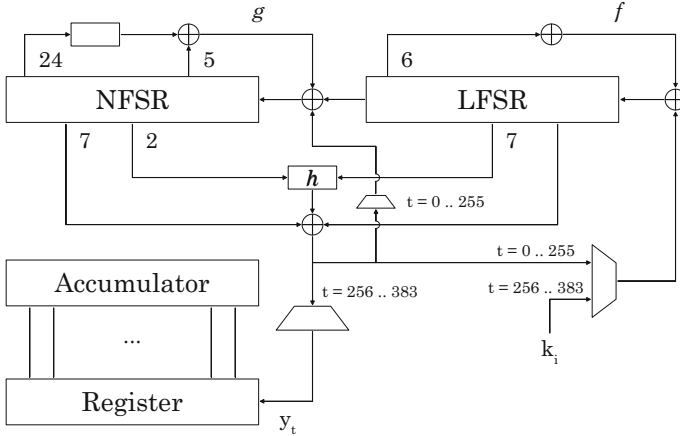 g
f
24
5
6
NFSR
LFSR
7
2
7
h
t = 0 .. 255
t = 0 .. 255
Accumulator
t = 256 .. 383
t = 256 .. 383
...
k_i
Register
y_t